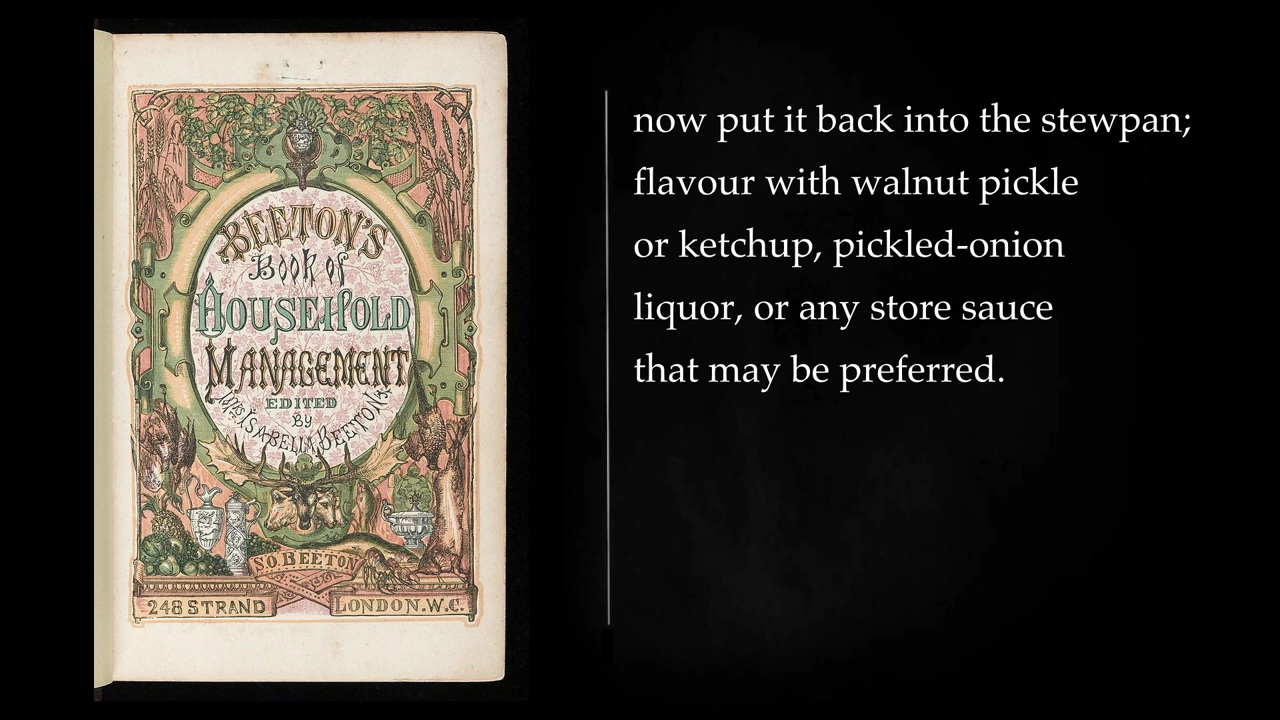 BEETON'S
Book of
HOUSEHOLD
MANAGEMENT
EDITED
BY
MRS ISABELLA BEETON
S.O. BEETON
248 STRAND
LONDON.W.C.
now put it back into the stewpan;
flavour with walnut pickle
or ketchup, pickled-onion
liquor, or any store sauce
that may be preferred.